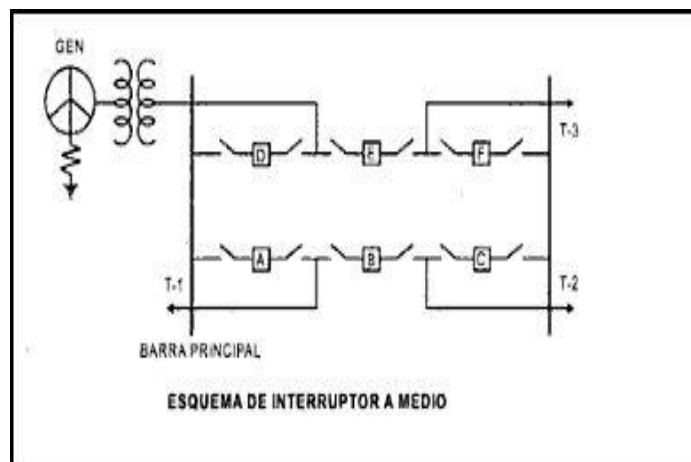 GEN
T-3
D
E
F
A
B
C
T-1
T-2
BARRA PRINCIPAL
ESQUEMA DE INTERRUPTOR A MEDIO